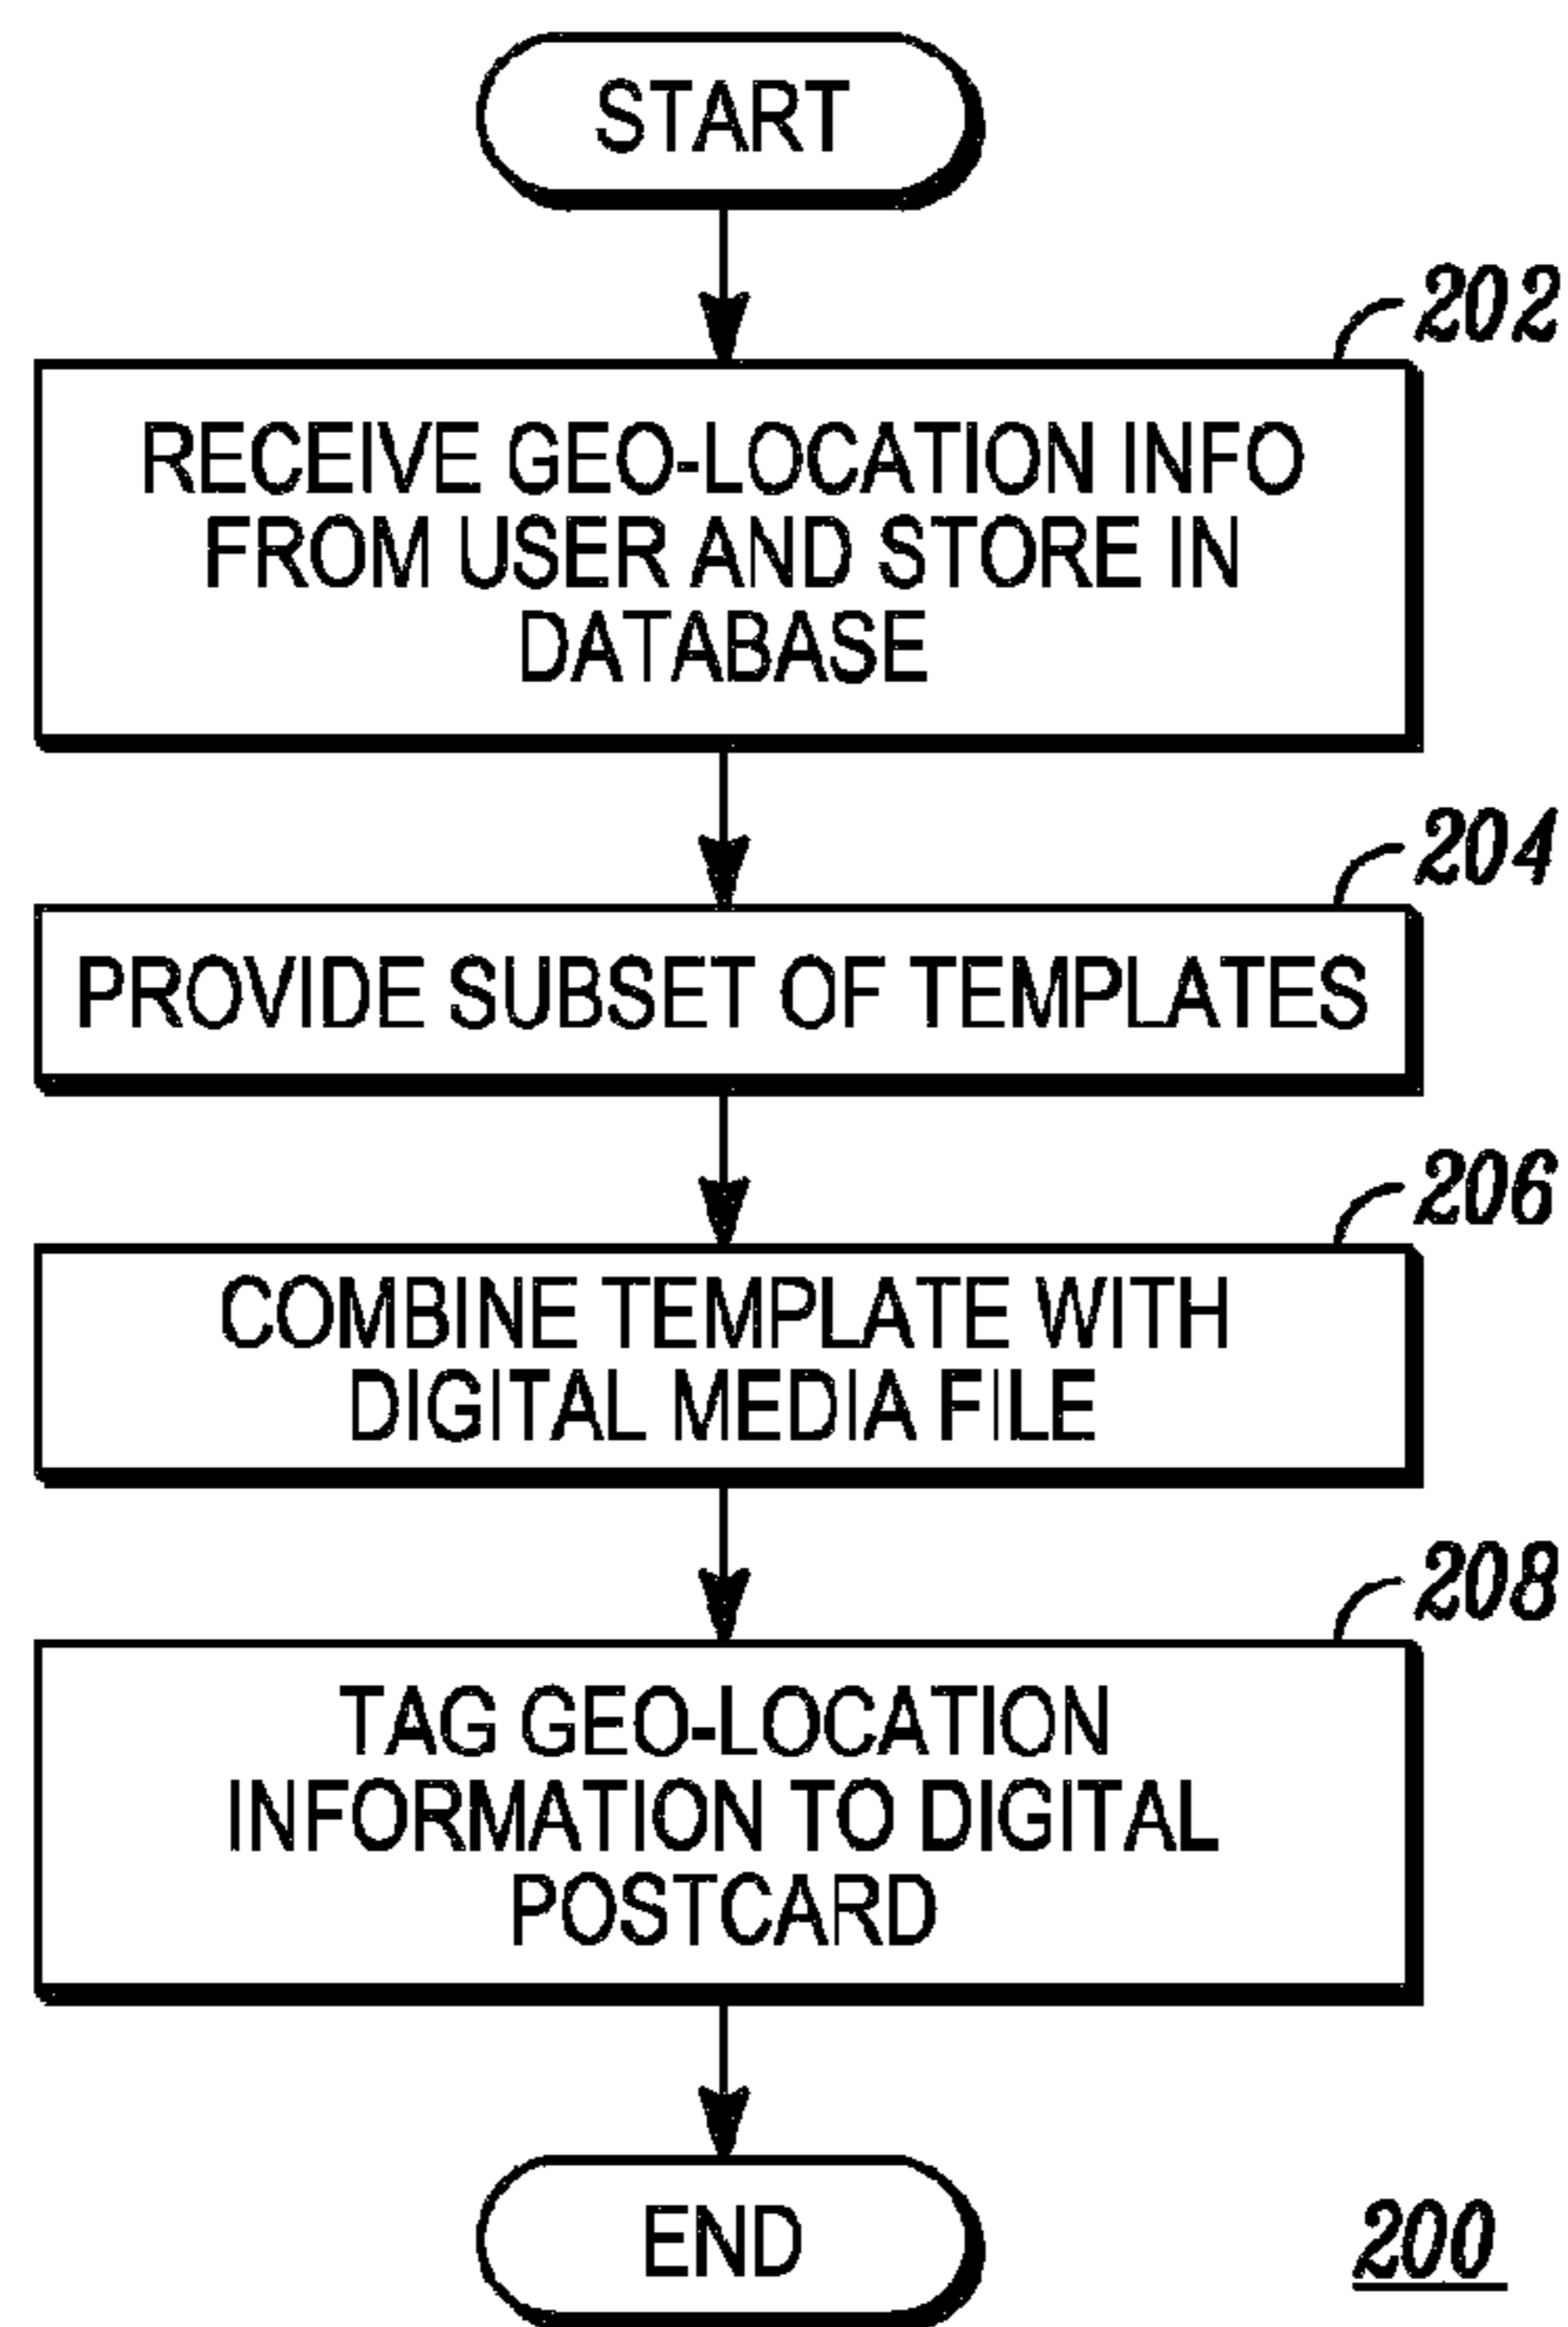 START
202
RECEIVE GEO-LOCATION INFO
FROM USER AND STORE IN
DATABASE
204
PROVIDE SUBSET OF TEMPLATES
206
COMBINE TEMPLATE WITH
DIGITAL MEDIA FILE
208
TAG GEO-LOCATION
INFORMATION TO DIGITAL
POSTCARD
END
200